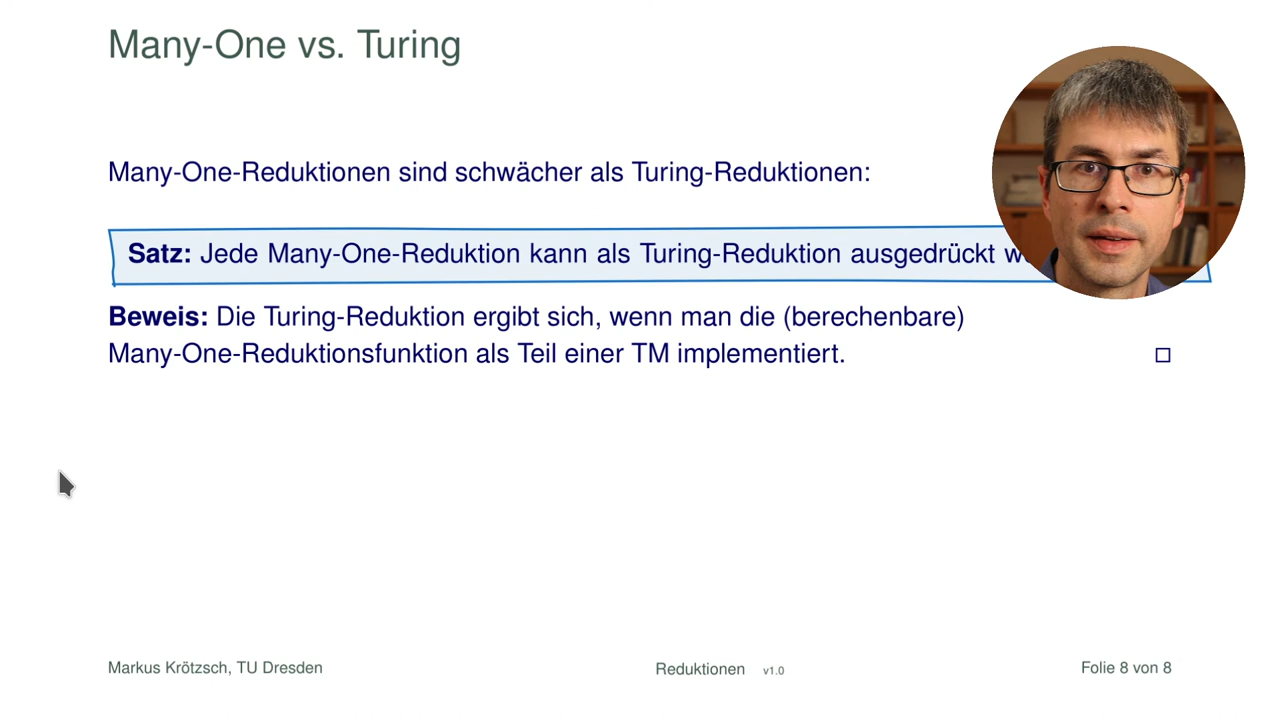 Many-One vs. Turing
Many-One-Reduktionen sind schwächer als Turing-Reduktionen:
Satz: Jede Many-One-Reduktion kann als Turing-Reduktion ausgedrückt
Beweis: Die Turing-Reduktion ergibt sich, wenn man die (berechenbare)
Many-One-Reduktionsfunktion als Teil einer TM implementiert.
Markus Krötzsch, TU Dresden
Reduktionen v1.0
Folie 8 von 8